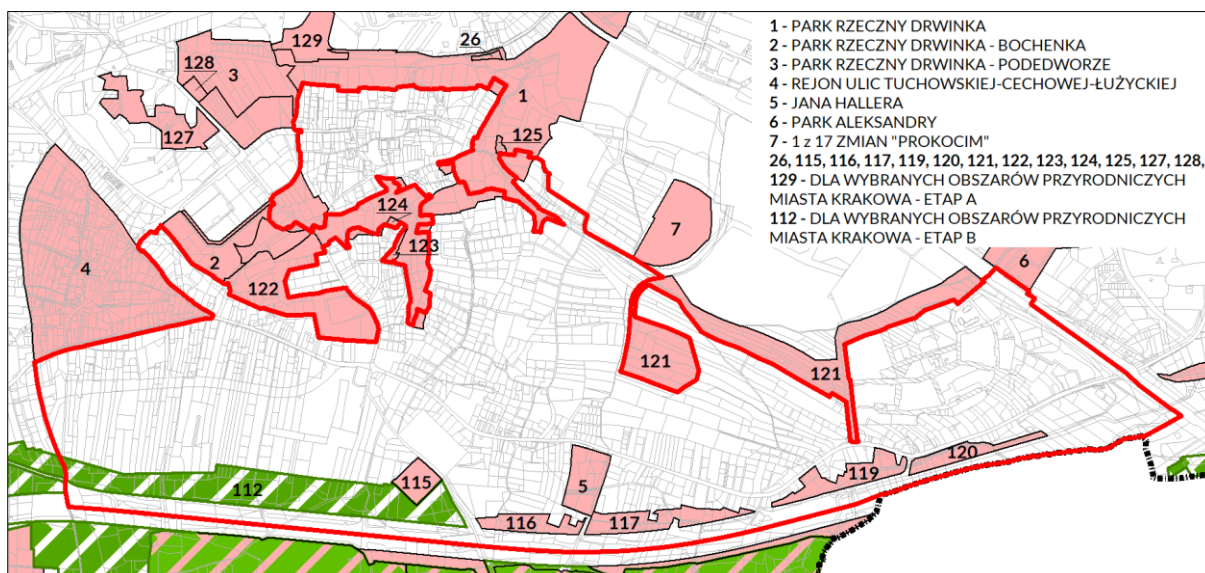 1 - PARK RZECZNY DRWINKA
2 - PARK RZECZNY DRWINKA - BOCHENKA
3 - PARK RZECZNY DRWINKA - PODEDWORZE
4 - REJON ULIC TUCHOWSKIEJ-CECHOWEJ-ŁUŻYCKIEJ
5 - JANA HALLERA
6 - PARK ALEKSANDRY
7 - 1 z 17 ZMIAN "PROKOCIM"
26, 115, 116, 117, 119, 120, 121, 122, 123, 124, 125, 127, 128,
129 - DLA WYBRANYCH OBSZARÓW PRZYRODNICZYCH
MIASTA KRAKOWA - ETAP A
112 - DLA WYBRANYCH OBSZARÓW PRZYRODNICZYCH
MIASTA KRAKOWA - ETAP B
26
129
128
3
1
127
125
124
7
123
2
6
4
122
121
121
120
119
115
5
112
116
117